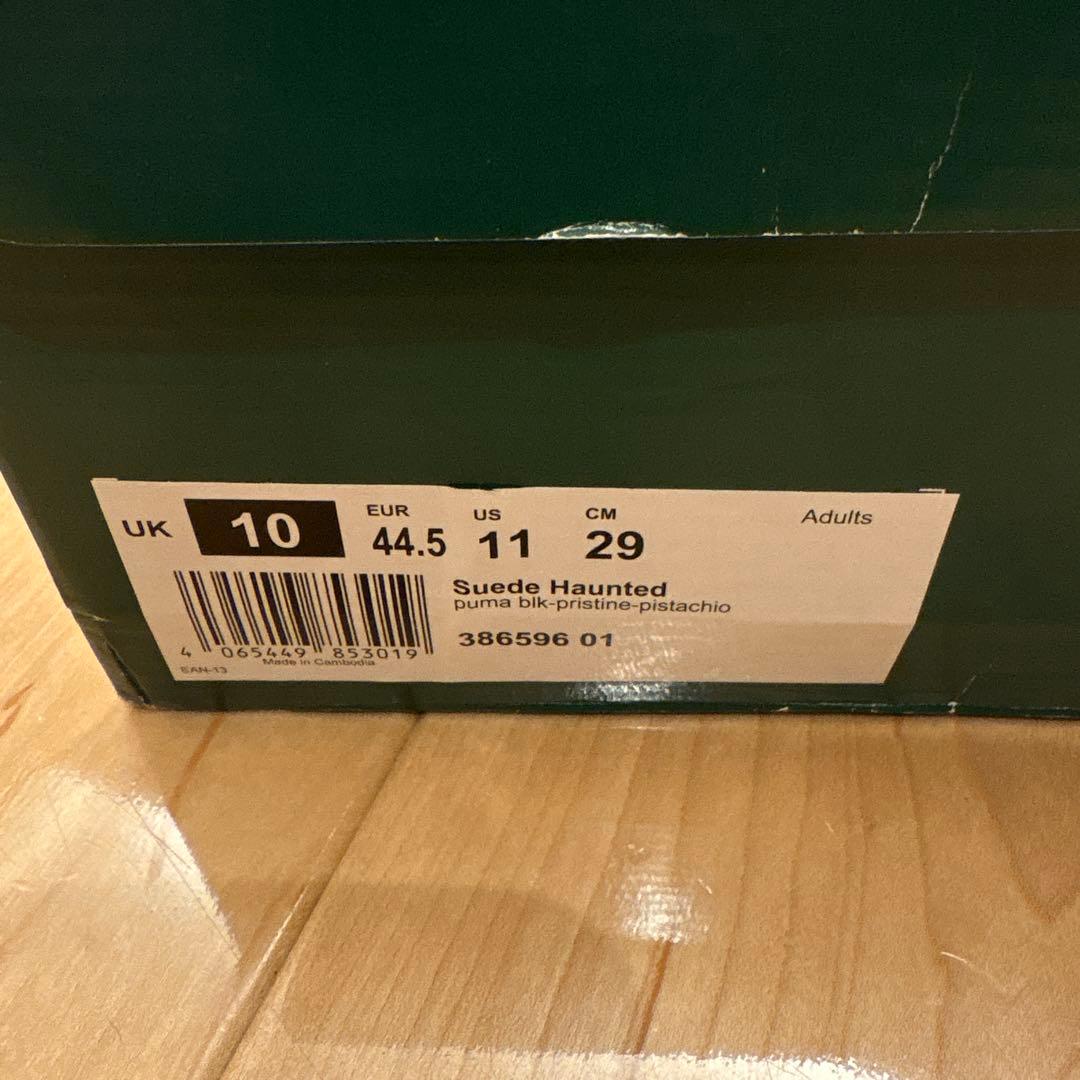 UK 10 EUR 44.5 US 11 CM 29 Adults
Suede Haunted
puma blk-pristine-pistachio
386596 01
4 065449 853019
Made in Cambodia
EAN-13